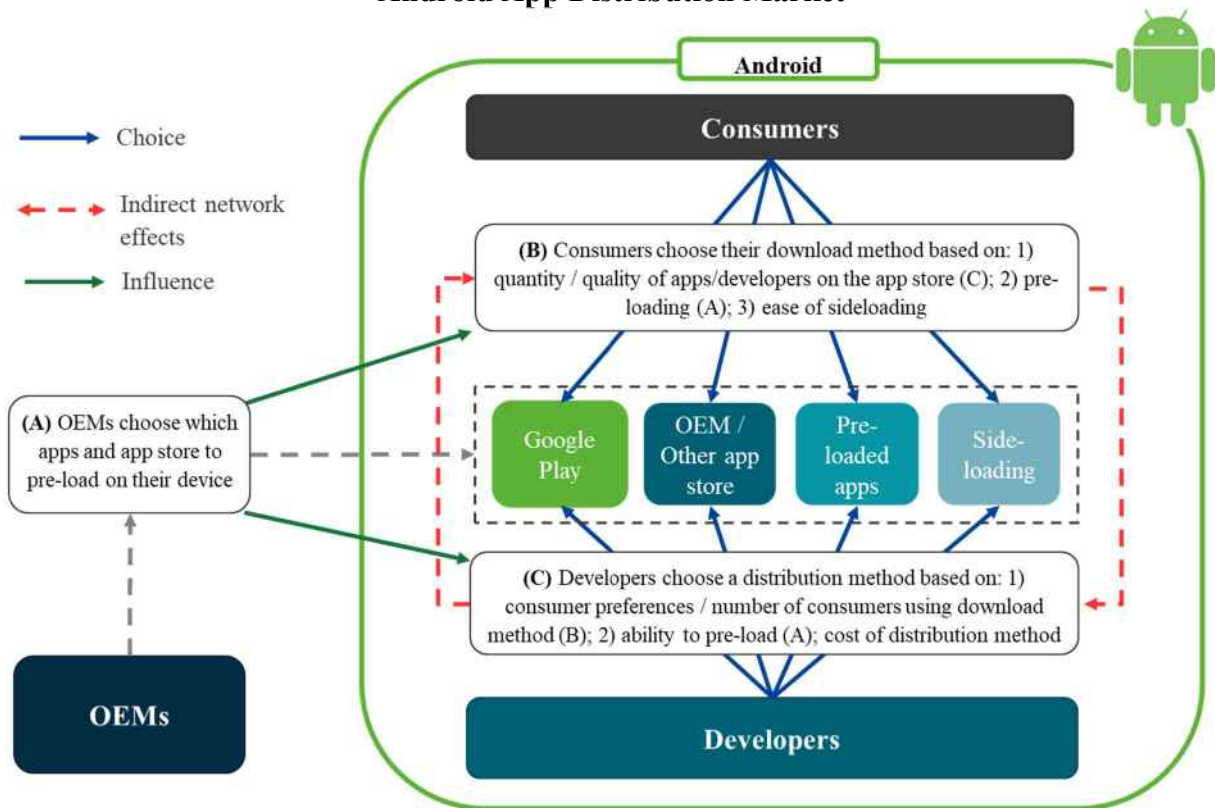 Android App Distribution Market
Android
Consumers
Choice
Indirect network
effects
Influence
(B) Consumers choose their download method based on: 1)
quantity / quality of apps/developers on the app store (C); 2) pre-
loading (A); 3) ease of sideloading
(A) OEMs choose which
apps and app store to
pre-load on their device
Google
Play
OEM /
Other app
store
Pre-
loaded
apps
Side-
loading
(C) Developers choose a distribution method based on: 1)
consumer preferences / number of consumers using download
method (B); 2) ability to pre-load (A); cost of distribution method
OEMs
Developers